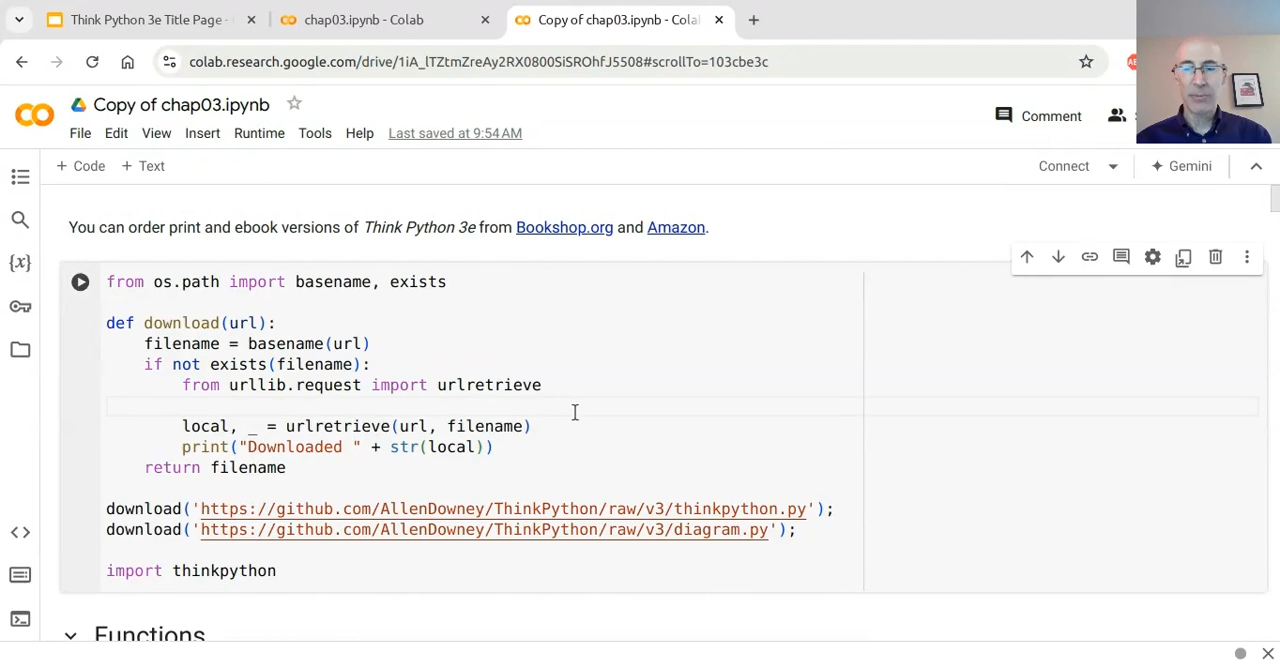 Think Python 3e Title Page -
chap03.ipynb - Colab
Copy of chap03.ipynb - Cola
colab.research.google.com/drive/1iA_lTZtmZreAy2RX0800SiSROhfJ5508#scrollTo=103cbe3c
Copy of chap03.ipynb
File Edit View Insert Runtime Tools Help Last saved at 9:54 AM
Comment
+ Code + Text
Connect
Gemini
You can order print and ebook versions of Think Python 3e from Bookshop.org and Amazon.
from os.path import basename, exists
def download(url):
filename = basename(url)
if not exists(filename):
from urllib.request import urlretrieve
local, _ = urlretrieve(url, filename)
print("Downloaded " + str(local))
return filename
download('https://github.com/AllenDowney/ThinkPython/raw/v3/thinkpython.py');
download('https://github.com/AllenDowney/ThinkPython/raw/v3/diagram.py');
import thinkpython
Functions